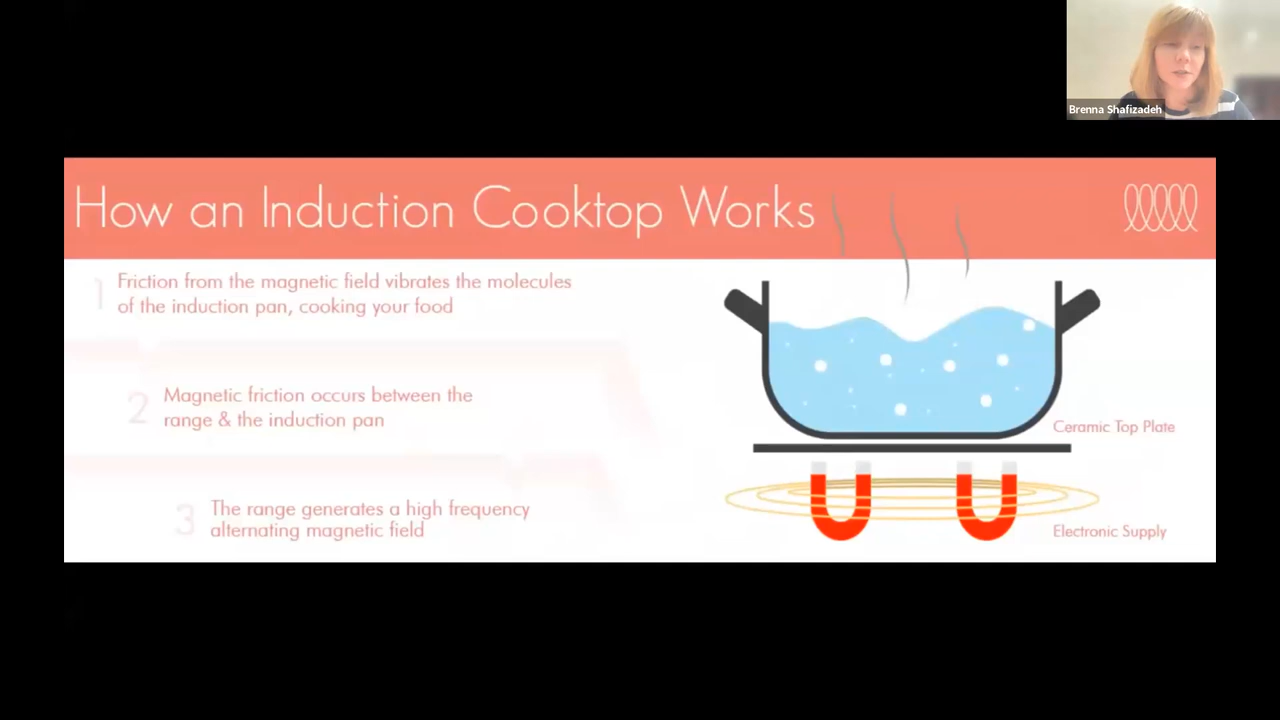 Brenna Shafizadeh
How an Induction Cooktop Works
1
Friction from the magnetic field vibrates the molecules
of the induction pan, cooking your food
2
Magnetic friction occurs between the
range & the induction pan
3
The range generates a high frequency
alternating magnetic field
Ceramic Top Plate
Electronic Supply